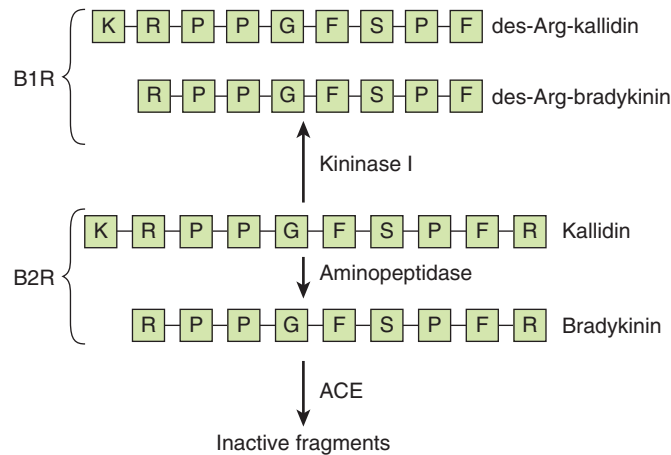 K R P P G F S P F des-Arg-kallidin
B1R
R P P G F S P F des-Arg-bradykinin
Kininase I
K R P P G F S P F R Kallidin
B2R
Aminopeptidase
R P P G F S P F R Bradykinin
ACE
Inactive fragments